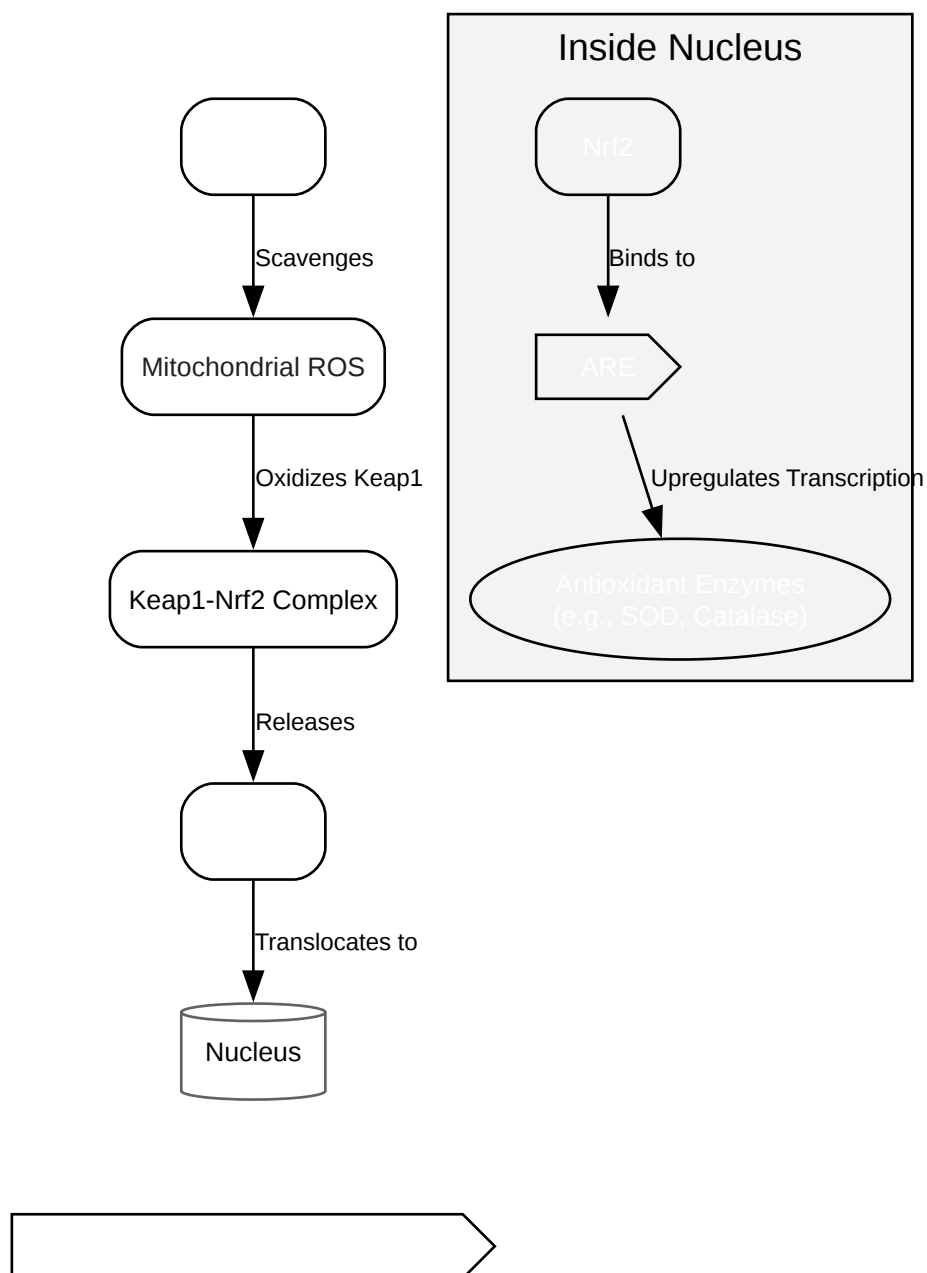 Inside Nucleus
Nrf2
Scavenges
Binds to
Mitochondrial ROS
ARE
Oxidizes Keap1
Upregulates Transcription
Keap1-Nrf2 Complex
Antioxidant Enzymes
(e.g., SOD, Catalase)
Releases
Translocates to
Nucleus